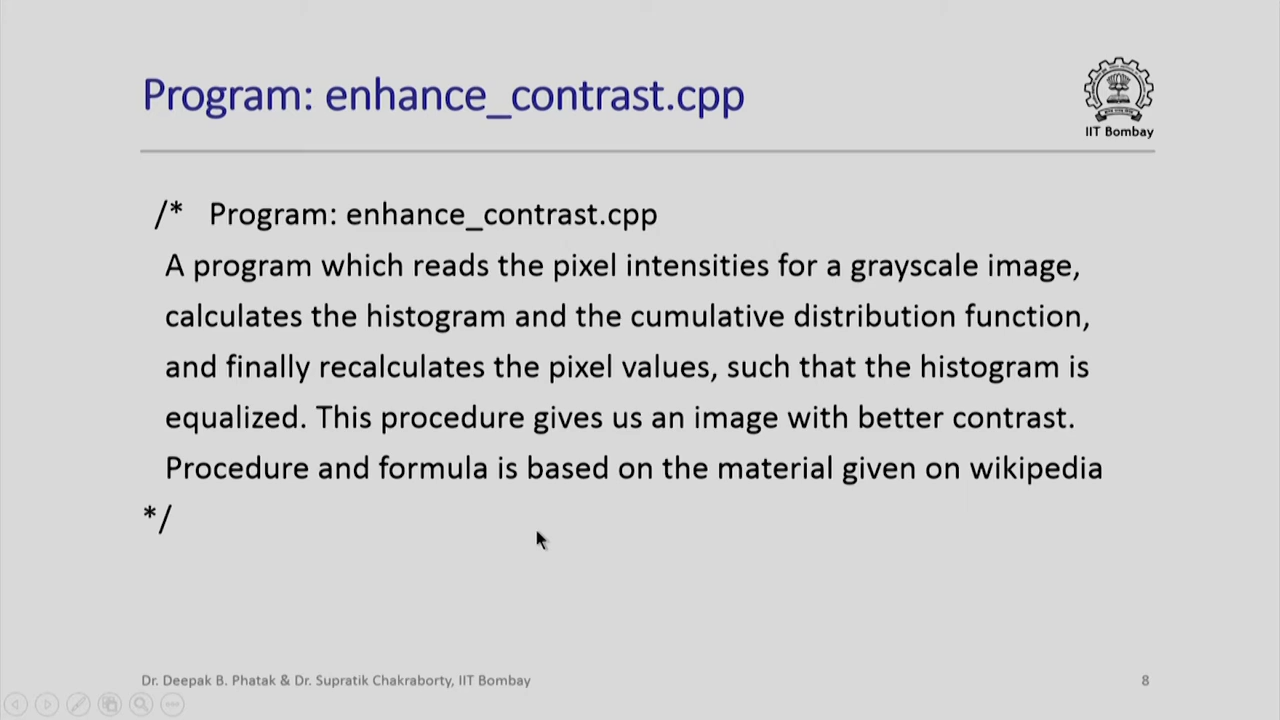 Program: enhance_contrast.cpp
IIT Bombay
/* Program: enhance_contrast.cpp
A program which reads the pixel intensities for a grayscale image,
calculates the histogram and the cumulative distribution function,
and finally recalculates the pixel values, such that the histogram is
equalized. This procedure gives us an image with better contrast.
Procedure and formula is based on the material given on wikipedia
*/
Dr. Deepak B. Phatak & Dr. Supratik Chakraborty, IIT Bombay
8